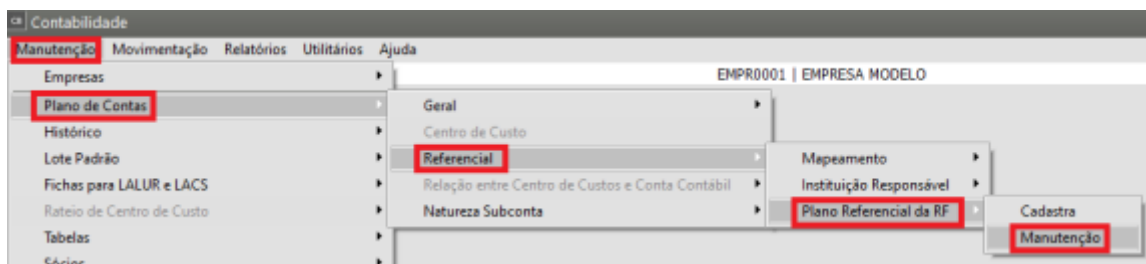 CB Contabilidade
Manutenção Movimentação Relatórios Utilitários Ajuda
Empresas
EMPR0001 | EMPRESA MODELO
Plano de Contas
Geral
Histórico
Centro de Custo
Lote Padrão
Referencial
Mapeamento
Fichas para LALUR e LACS
Relação entre Centro de Custos e Conta Contábil
Instituição Responsável
Rateio de Centro de Custo
Natureza Subconta
Plano Referencial da RF
Cadastra
Tabelas
Manutenção
Sócios